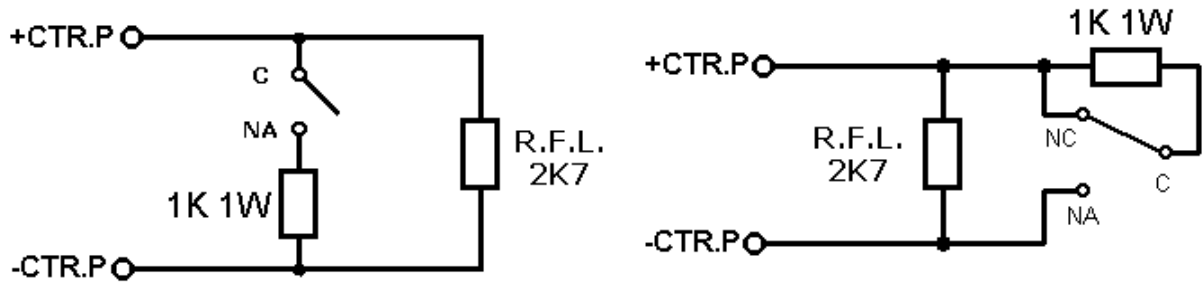 +CTR.P
C
NA
1K 1W
R.F.L.
2K7
-CTR.P
1K 1W
+CTR.P
R.F.L.
2K7
NC
C
NA
-CTR.P